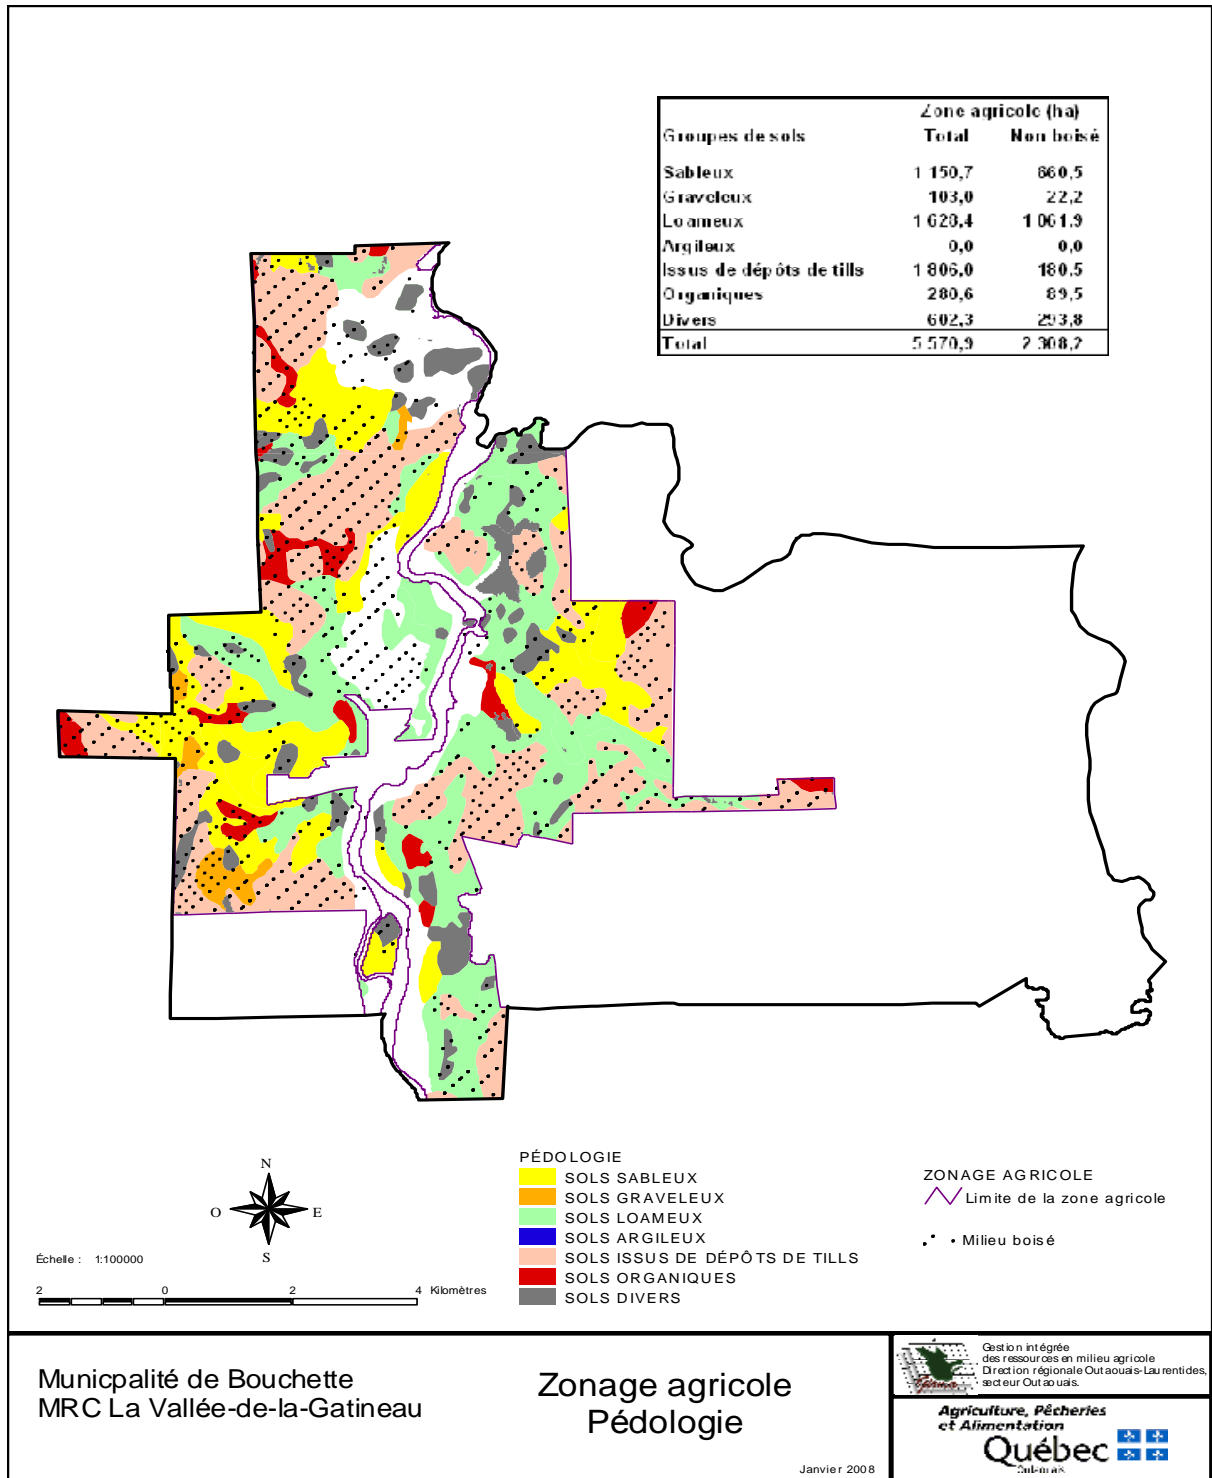 Zone agricole (ha)
Groupes de sols Total Non boisé
Sableux 1 150,7 660,5
Graveleux 103,0 22,2
Loameux 1 628,4 1 061,9
Argileux 0,0 0,0
Issus de dépôts de tills 1 806,0 180,5
Organiques 280,6 89,5
Divers 602,3 293,8
Total 5 570,9 2 308,2
N
O E
S
Échelle : 1:100000
2 0 2 4 Kilomètres
PÉDOLOGIE
SOLS SABLEUX
SOLS GRAVELEUX
SOLS LOAMEUX
SOLS ARGILEUX
SOLS ISSUS DE DÉPÔTS DE TILLS
SOLS ORGANIQUES
SOLS DIVERS
ZONAGE AGRICOLE
Limite de la zone agricole
Milieu boisé
Municpalité de Bouchette
MRC La Vallée-de-la-Gatineau
Zonage agricole
Pédologie
Janvier 2008
Gestion intégrée
des ressources en milieu agricole
Direction régionale Outaouais-Laurentides,
secteur Outaouais.
Agriculture, Pêcheries
et Alimentation
Québec
Outaouais